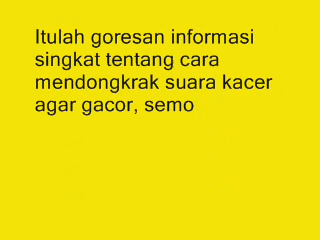 Itulah goresan informasi
singkat tentang cara
mendongkrak suara kacer
agar gacor, semo